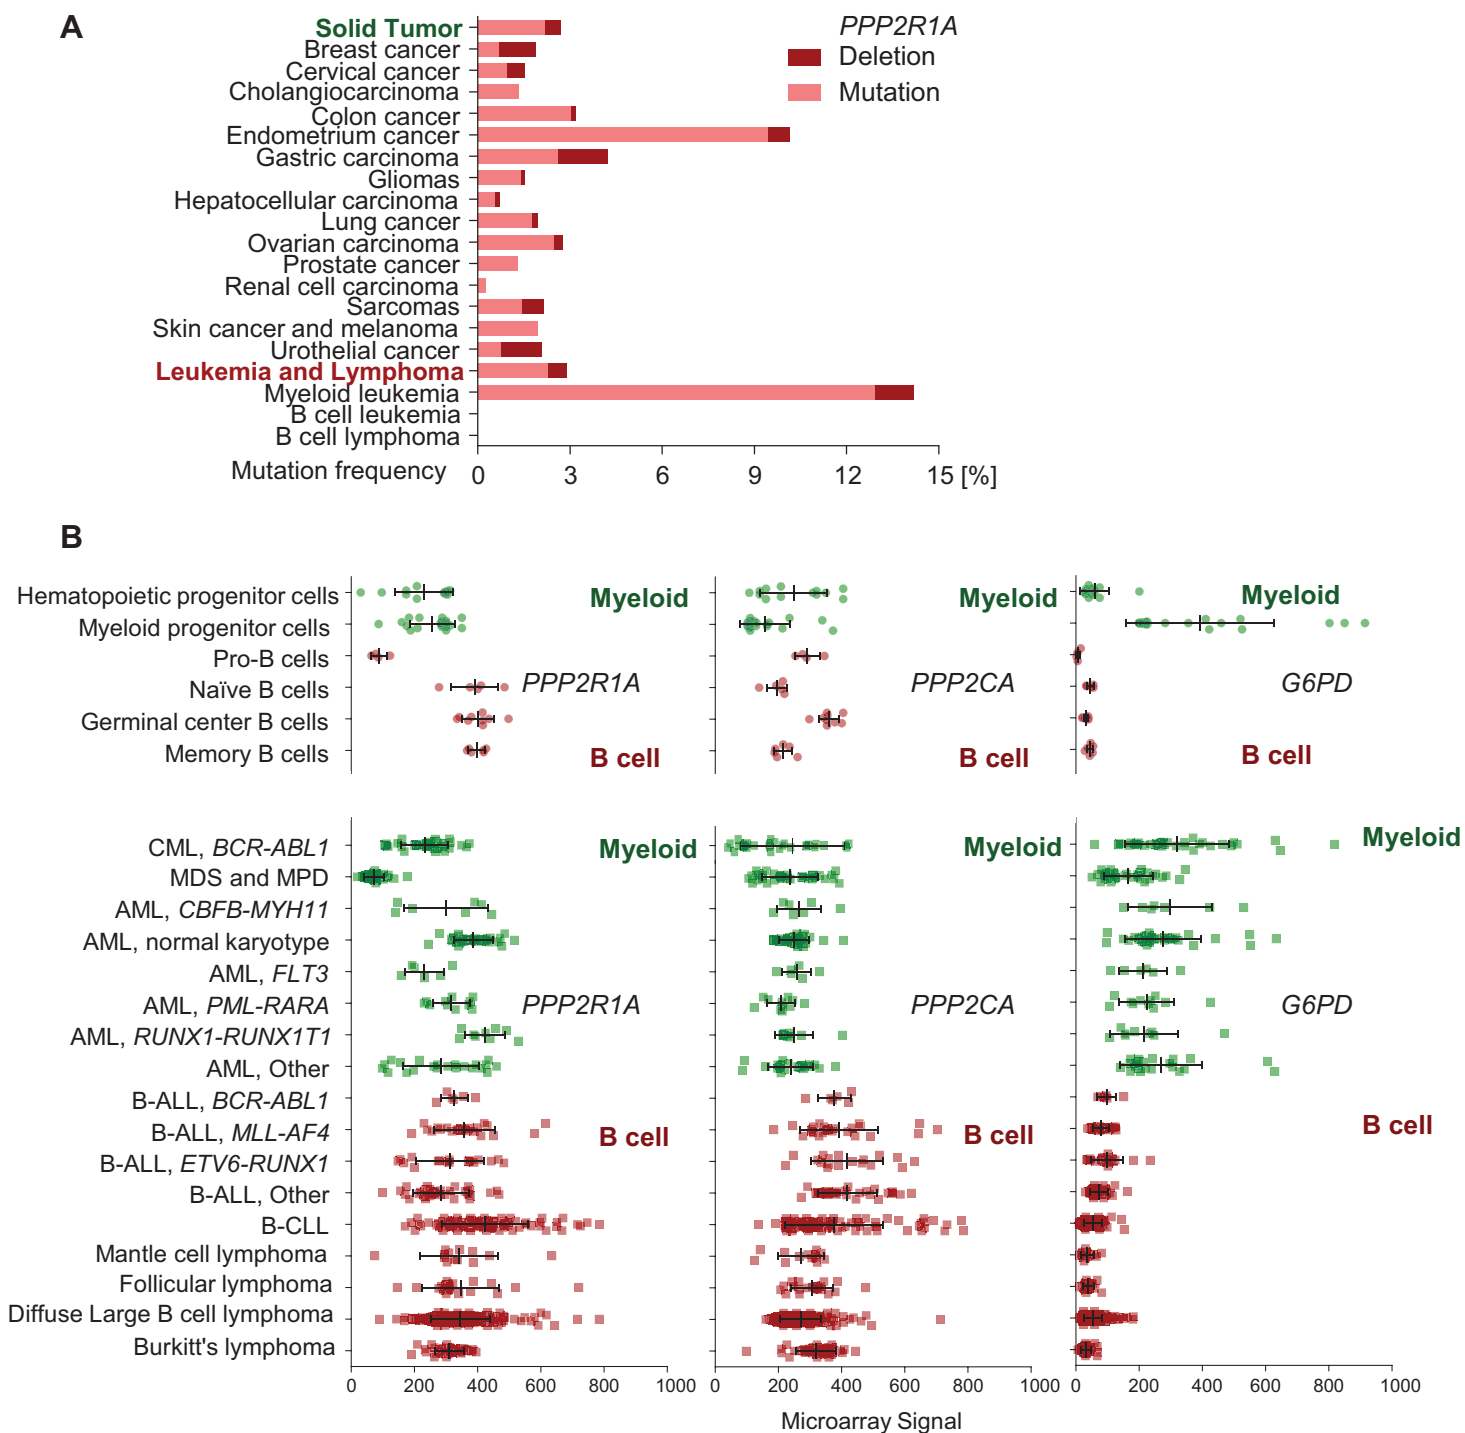 A
PPP2R1A
Deletion
Mutation
Solid Tumor
Breast cancer
Cervical cancer
Cholangiocarcinoma
Colon cancer
Endometrium cancer
Gastric carcinoma
Gliomas
Hepatocellular carcinoma
Lung cancer
Ovarian carcinoma
Prostate cancer
Renal cell carcinoma
Sarcomas
Skin cancer and melanoma
Urothelial cancer
Leukemia and Lymphoma
Myeloid leukemia
B cell leukemia
B cell lymphoma
Mutation frequency 0 3 6 9 12 15 [%]
B
Hematopoietic progenitor cells
Myeloid progenitor cells
Pro-B cells
Naïve B cells
Germinal center B cells
Memory B cells
Myeloid Myeloid Myeloid
PPP2R1A PPP2CA G6PD
B cell B cell B cell
CML, BCR-ABL1
MDS and MPD
AML, CBFB-MYH11
AML, normal karyotype
AML, FLT3
AML, PML-RARA
AML, RUNX1-RUNX1T1
AML, Other
B-ALL, BCR-ABL1
B-ALL, MLL-AF4
B-ALL, ETV6-RUNX1
B-ALL, Other
B-CLL
Mantle cell lymphoma
Follicular lymphoma
Diffuse Large B cell lymphoma
Burkitt's lymphoma
Myeloid Myeloid Myeloid
PPP2R1A PPP2CA G6PD
B cell B cell B cell
0 200 400 600 800 1000 0 200 400 600 800 1000 0 200 400 600 800 1000
Microarray Signal